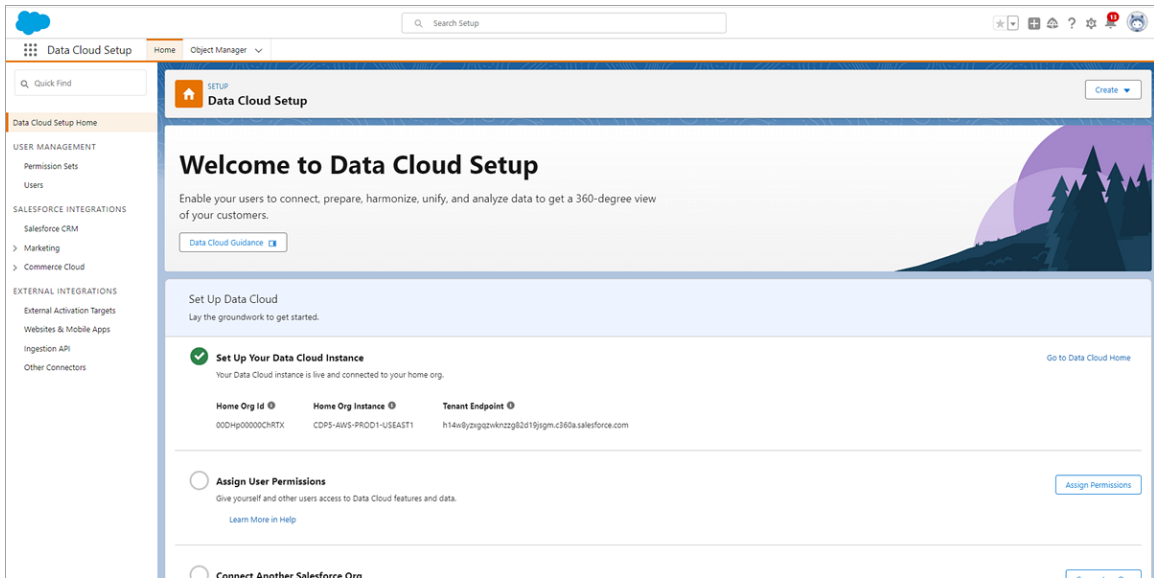 Search Setup
13
Data Cloud Setup
Home
Object Manager
Quick Find
Data Cloud Setup Home
USER MANAGEMENT
Permission Sets
Users
SALESFORCE INTEGRATIONS
Salesforce CRM
Marketing
Commerce Cloud
EXTERNAL INTEGRATIONS
External Activation Targets
Websites & Mobile Apps
Ingestion API
Other Connectors
SETUP
Data Cloud Setup
Create
Welcome to Data Cloud Setup
Enable your users to connect, prepare, harmonize, unify, and analyze data to get a 360-degree view
of your customers.
Data Cloud Guidance
Set Up Data Cloud
Lay the groundwork to get started.
Set Up Your Data Cloud Instance
Go to Data Cloud Home
Your Data Cloud instance is live and connected to your home org.
Home Org Id Home Org Instance Tenant Endpoint
00DHp00000ChRTX CDP5-AWS-PROD1-USEAST1 h14w8yzxgqzwknzzg82d19jsgm.c360a.salesforce.com
Assign User Permissions
Assign Permissions
Give yourself and other users access to Data Cloud features and data.
Learn More in Help
Connect Another Salesforce Org